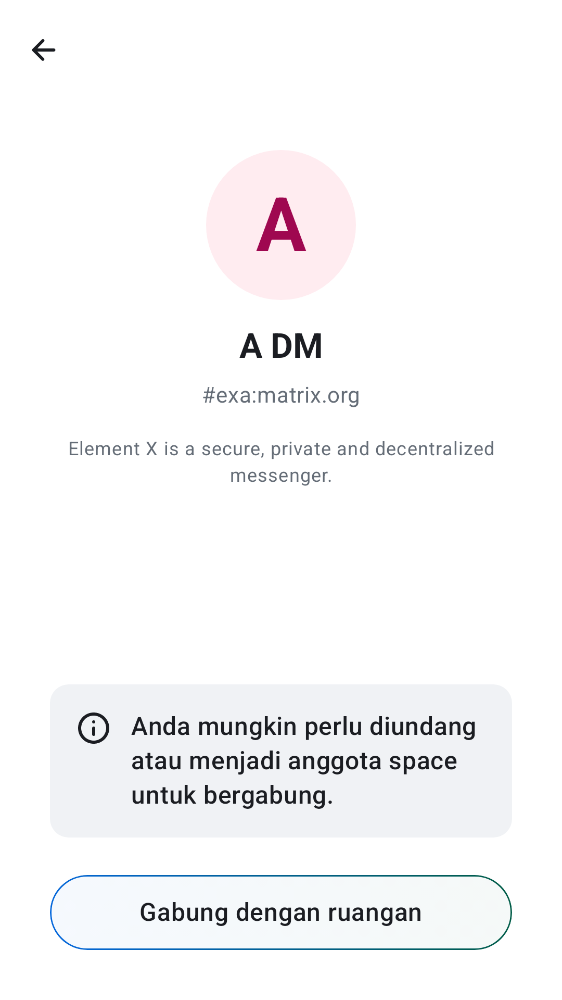 A
A DM
#exa:matrix.org
Element X is a secure, private and decentralized
messenger.
Anda mungkin perlu diundang
atau menjadi anggota space
untuk bergabung.
Gabung dengan ruangan